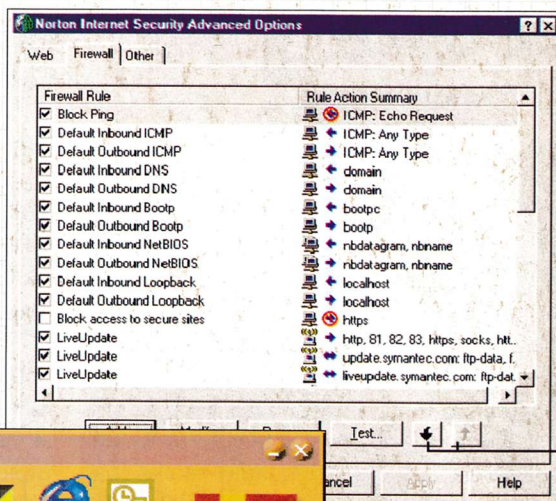 Norton Internet Security Advanced Options
Web Firewall Other
Firewall Rule Rule Action Summary
Block Ping ICMP: Echo Request
Default Inbound ICMP ICMP: Any Type
Default Outbound ICMP ICMP: Any Type
Default Inbound DNS domain
Default Outbound DNS domain
Default Inbound Bootp bootpc
Default Outbound Bootp bootp
Default Inbound NetBIOS nbdatagram, nbname
Default Outbound NetBIOS nbdatagram, nbname
Default Inbound Loopback localhost
Default Outbound Loopback localhost
Block access to secure sites https
LiveUpdate http, 81, 82, 83, https, socks, htt..
LiveUpdate update.symantec.com: ftp-data, f.
LiveUpdate liveupdate.symantec.com: ftp-dat.
Test...
ancel Apply Help